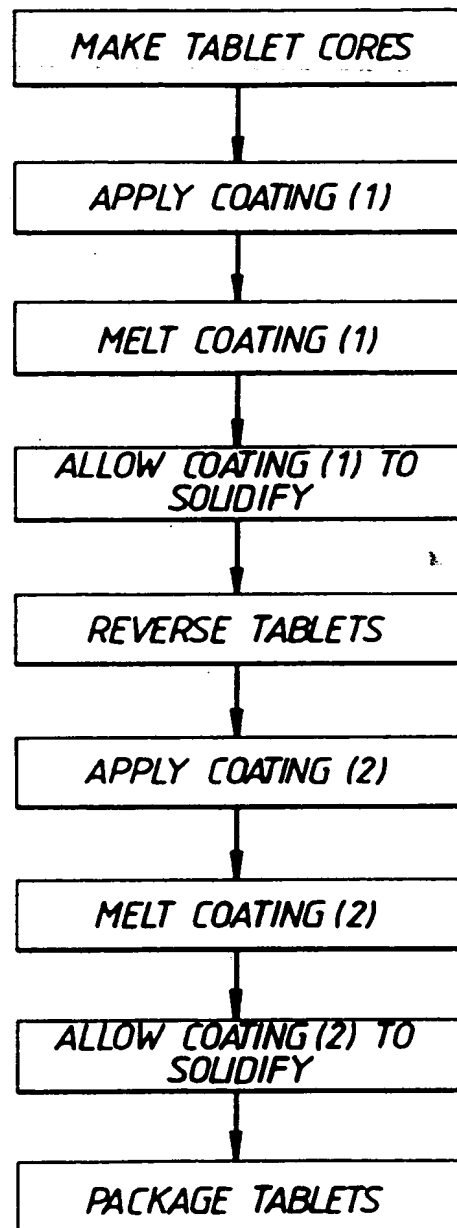 MAKE TABLET CORES
APPLY COATING (1)
MELT COATING (1)
ALLOW COATING (1) TO
SOLIDIFY
REVERSE TABLETS
APPLY COATING (2)
MELT COATING (2)
ALLOW COATING (2) TO
SOLIDIFY
PACKAGE TABLETS